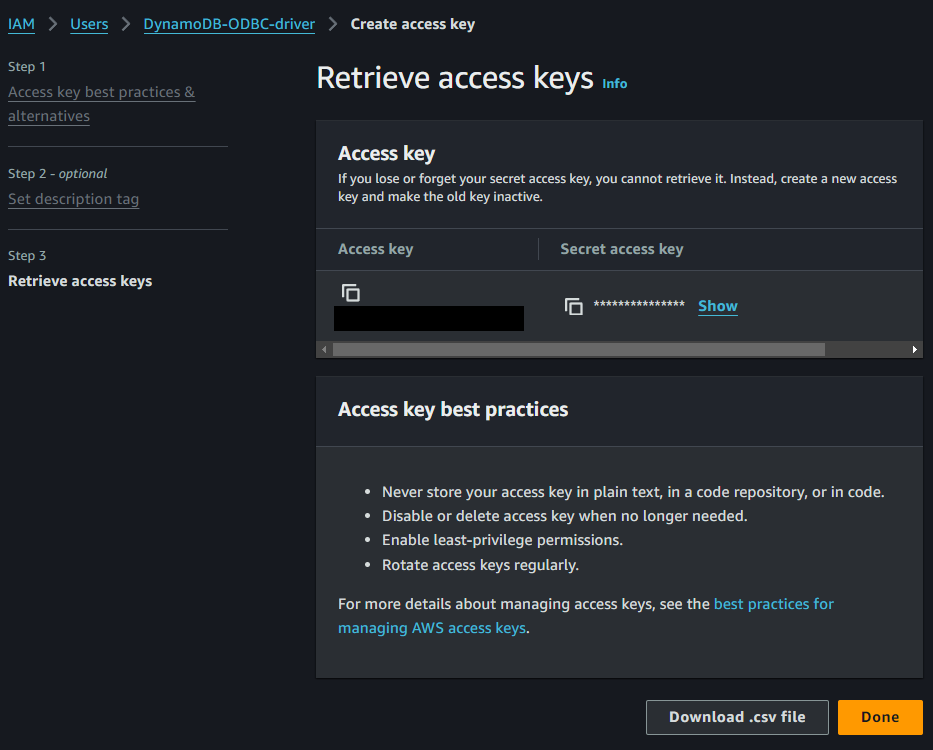 IAM > Users > DynamoDB-ODBC-driver > Create access key
Step 1
Access key best practices &
alternatives
Step 2 - optional
Set description tag
Step 3
Retrieve access keys
Retrieve access keys Info
Access key
If you lose or forget your secret access key, you cannot retrieve it. Instead, create a new access
key and make the old key inactive.
Access key Secret access key
*************** Show
Access key best practices
• Never store your access key in plain text, in a code repository, or in code.
• Disable or delete access key when no longer needed.
• Enable least-privilege permissions.
• Rotate access keys regularly.
For more details about managing access keys, see the best practices for
managing AWS access keys.
Download .csv file Done